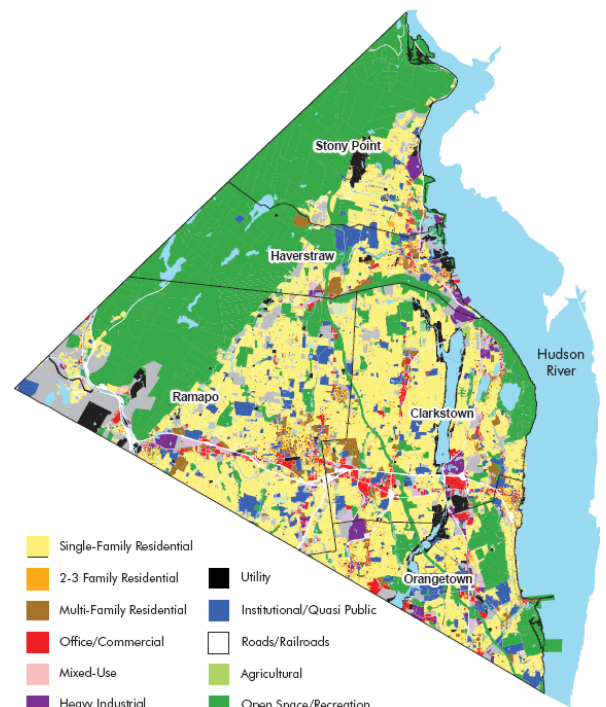 Stony Point
Haverstraw
Hudson
River
Ramapo
Clarkstown
Orangetown
Single-Family Residential
2-3 Family Residential
Multi-Family Residential
Office/Commercial
Mixed-Use
Heavy Industrial
Utility
Institutional/Quasi Public
Roads/Railroads
Agricultural
Open Space/Recreation